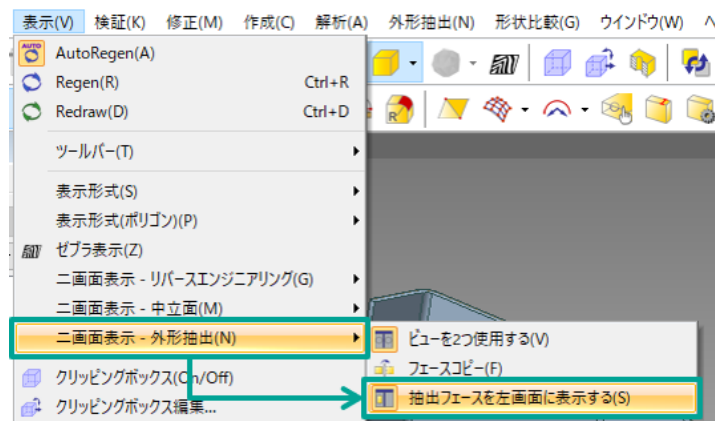 表示(V) 検証(K) 修正(M) 作成(C) 解析(A) 外形抽出(N) 形状比較(G) ウインドウ(W)
AUTO AutoRegen(A)
Regen(R) Ctrl+R
Redraw(D) Ctrl+D
R
ツールバー(T)
表示形式(S)
表示形式(ポリゴン)(P)
ゼブラ表示(Z)
二画面表示 - リバースエンジニアリング(G)
二画面表示 - 中立面(M)
二画面表示 - 外形抽出(N)
ビューを2つ使用する(V)
フェースコピー(F)
抽出フェースを左画面に表示する(S)
クリッピングボックス(On/Off)
クリッピングボックス編集...